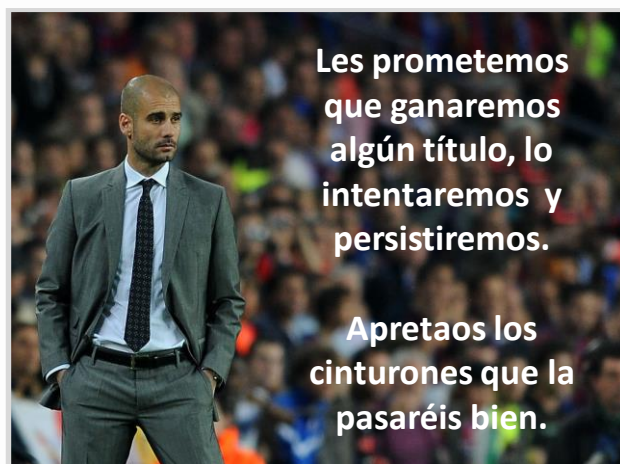 Les prometemos
que ganaremos
algún título, lo
intentaremos y
persistiremos.
Apretaos los
cinturones que la
pasaréis bien.